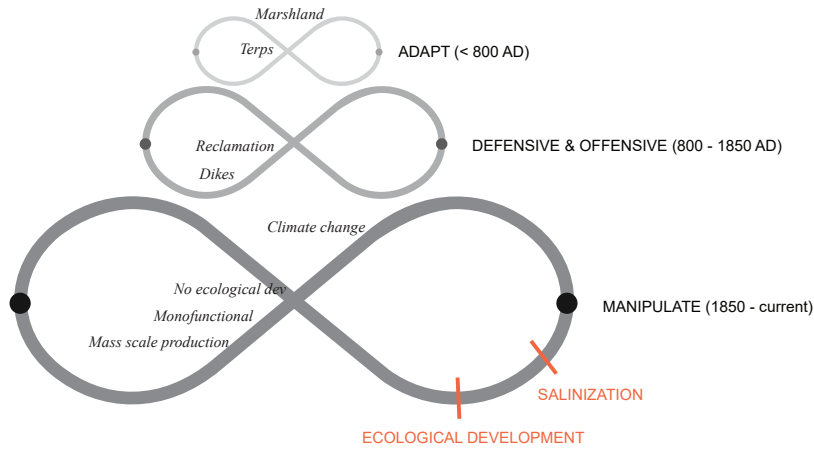 Marshland
Terps
ADAPT (< 800 AD)
Reclamation
DEFENSIVE & OFFENSIVE (800 - 1850 AD)
Dikes
Climate change
No ecological dev
MANIPULATE (1850 - current)
Monofunctional
Mass scale production
SALINIZATION
ECOLOGICAL DEVELOPMENT